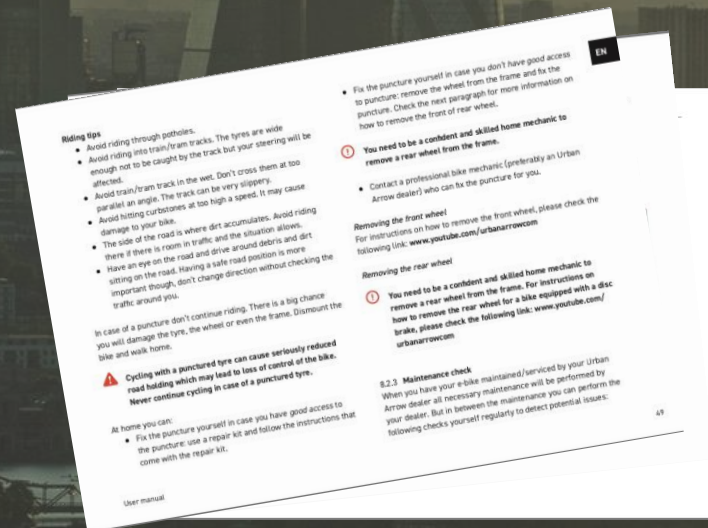 Riding tips
• Avoid riding through potholes.
• Avoid riding into train/tram tracks. The tyres are wide
enough not to be caught by the track but your steering will be
affected.
• Avoid train/tram track in the wet. Don't cross them at too
parallel an angle. The track can be very slippery.
• Avoid hitting curbstones at too high a speed. It may cause
damage to your bike.
• The side of the road is where dirt accumulates. Avoid riding
there if there is room in traffic and the situation allows.
• Have an eye on the road and drive around debris and dirt
sitting on the road. Having a safe road position is more
important though, don't change direction without checking the
traffic around you.
In case of a puncture don't continue riding. There is a big chance
you will damage the tyre, the wheel or even the frame. Dismount the
bike and walk home.
Cycling with a punctured tyre can cause seriously reduced
road holding which may lead to loss of control of the bike.
Never continue cycling in case of a punctured tyre.
At home you can:
• Fix the puncture yourself in case you have good access to
the puncture: use a repair kit and follow the instructions that
come with the repair kit.
User manual
EN
• Fix the puncture yourself in case you don't have good access
to puncture: remove the wheel from the frame and fix the
puncture. Check the next paragraph for more information on
how to remove the front of rear wheel.
You need to be a confident and skilled home mechanic to
remove a rear wheel from the frame.
• Contact a professional bike mechanic (preferably an Urban
Arrow dealer) who can fix the puncture for you.
Removing the front wheel
For instructions on how to remove the front wheel, please check the
following link: www.youtube.com/urbanarrowcom
Removing the rear wheel
You need to be a confident and skilled home mechanic to
remove a rear wheel from the frame. For instructions on
how to remove the rear wheel for a bike equipped with a disc
brake, please check the following link: www.youtube.com/
urbanarrowcom
8.2.3 Maintenance check
When you have your e-bike maintained/serviced by your Urban
Arrow dealer all necessary maintenance will be performed by
your dealer. But in between the maintenance you can perform the
following checks yourself regularly to detect potential issues:
49